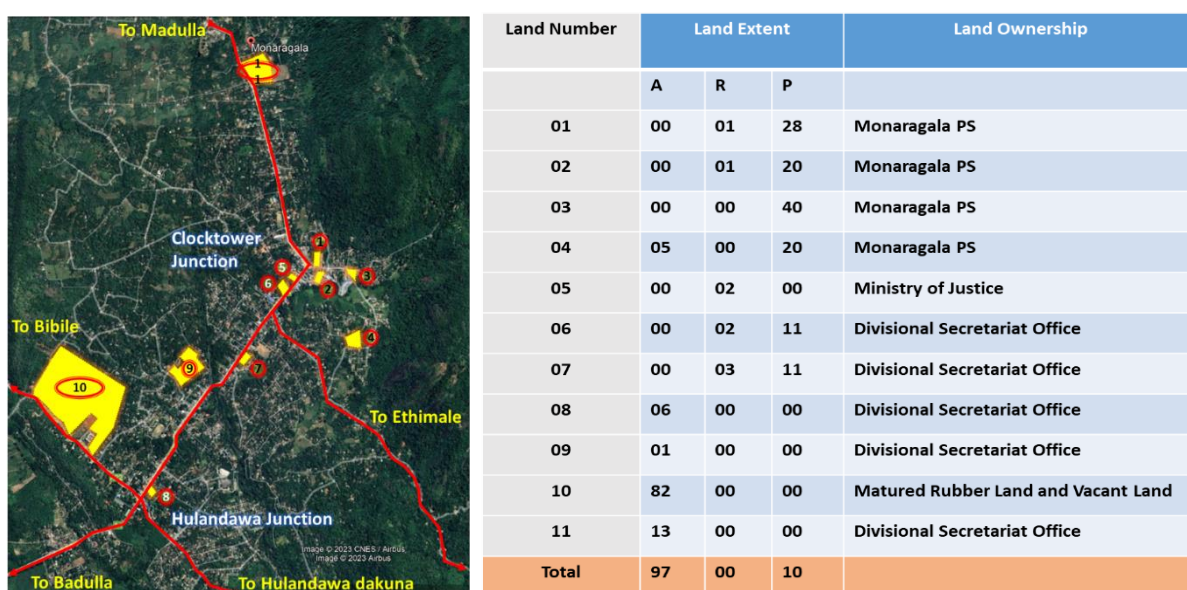 To Madulla
Monaragala
1
1
Clocktower
Junction
1
5
3
6
2
To Bibile
4
9
7
10
To Ethimale
8
Hulandawa Junction
Image © 2023 CNES / Airbus
Image © 2023 Airbus
To Badulla
To Hulandawa dakuna
Land Number Land Extent Land Ownership
A R P
01 00 01 28 Monaragala PS
02 00 01 20 Monaragala PS
03 00 00 40 Monaragala PS
04 05 00 20 Monaragala PS
05 00 02 00 Ministry of Justice
06 00 02 11 Divisional Secretariat Office
07 00 03 11 Divisional Secretariat Office
08 06 00 00 Divisional Secretariat Office
09 01 00 00 Divisional Secretariat Office
10 82 00 00 Matured Rubber Land and Vacant Land
11 13 00 00 Divisional Secretariat Office
Total 97 00 10